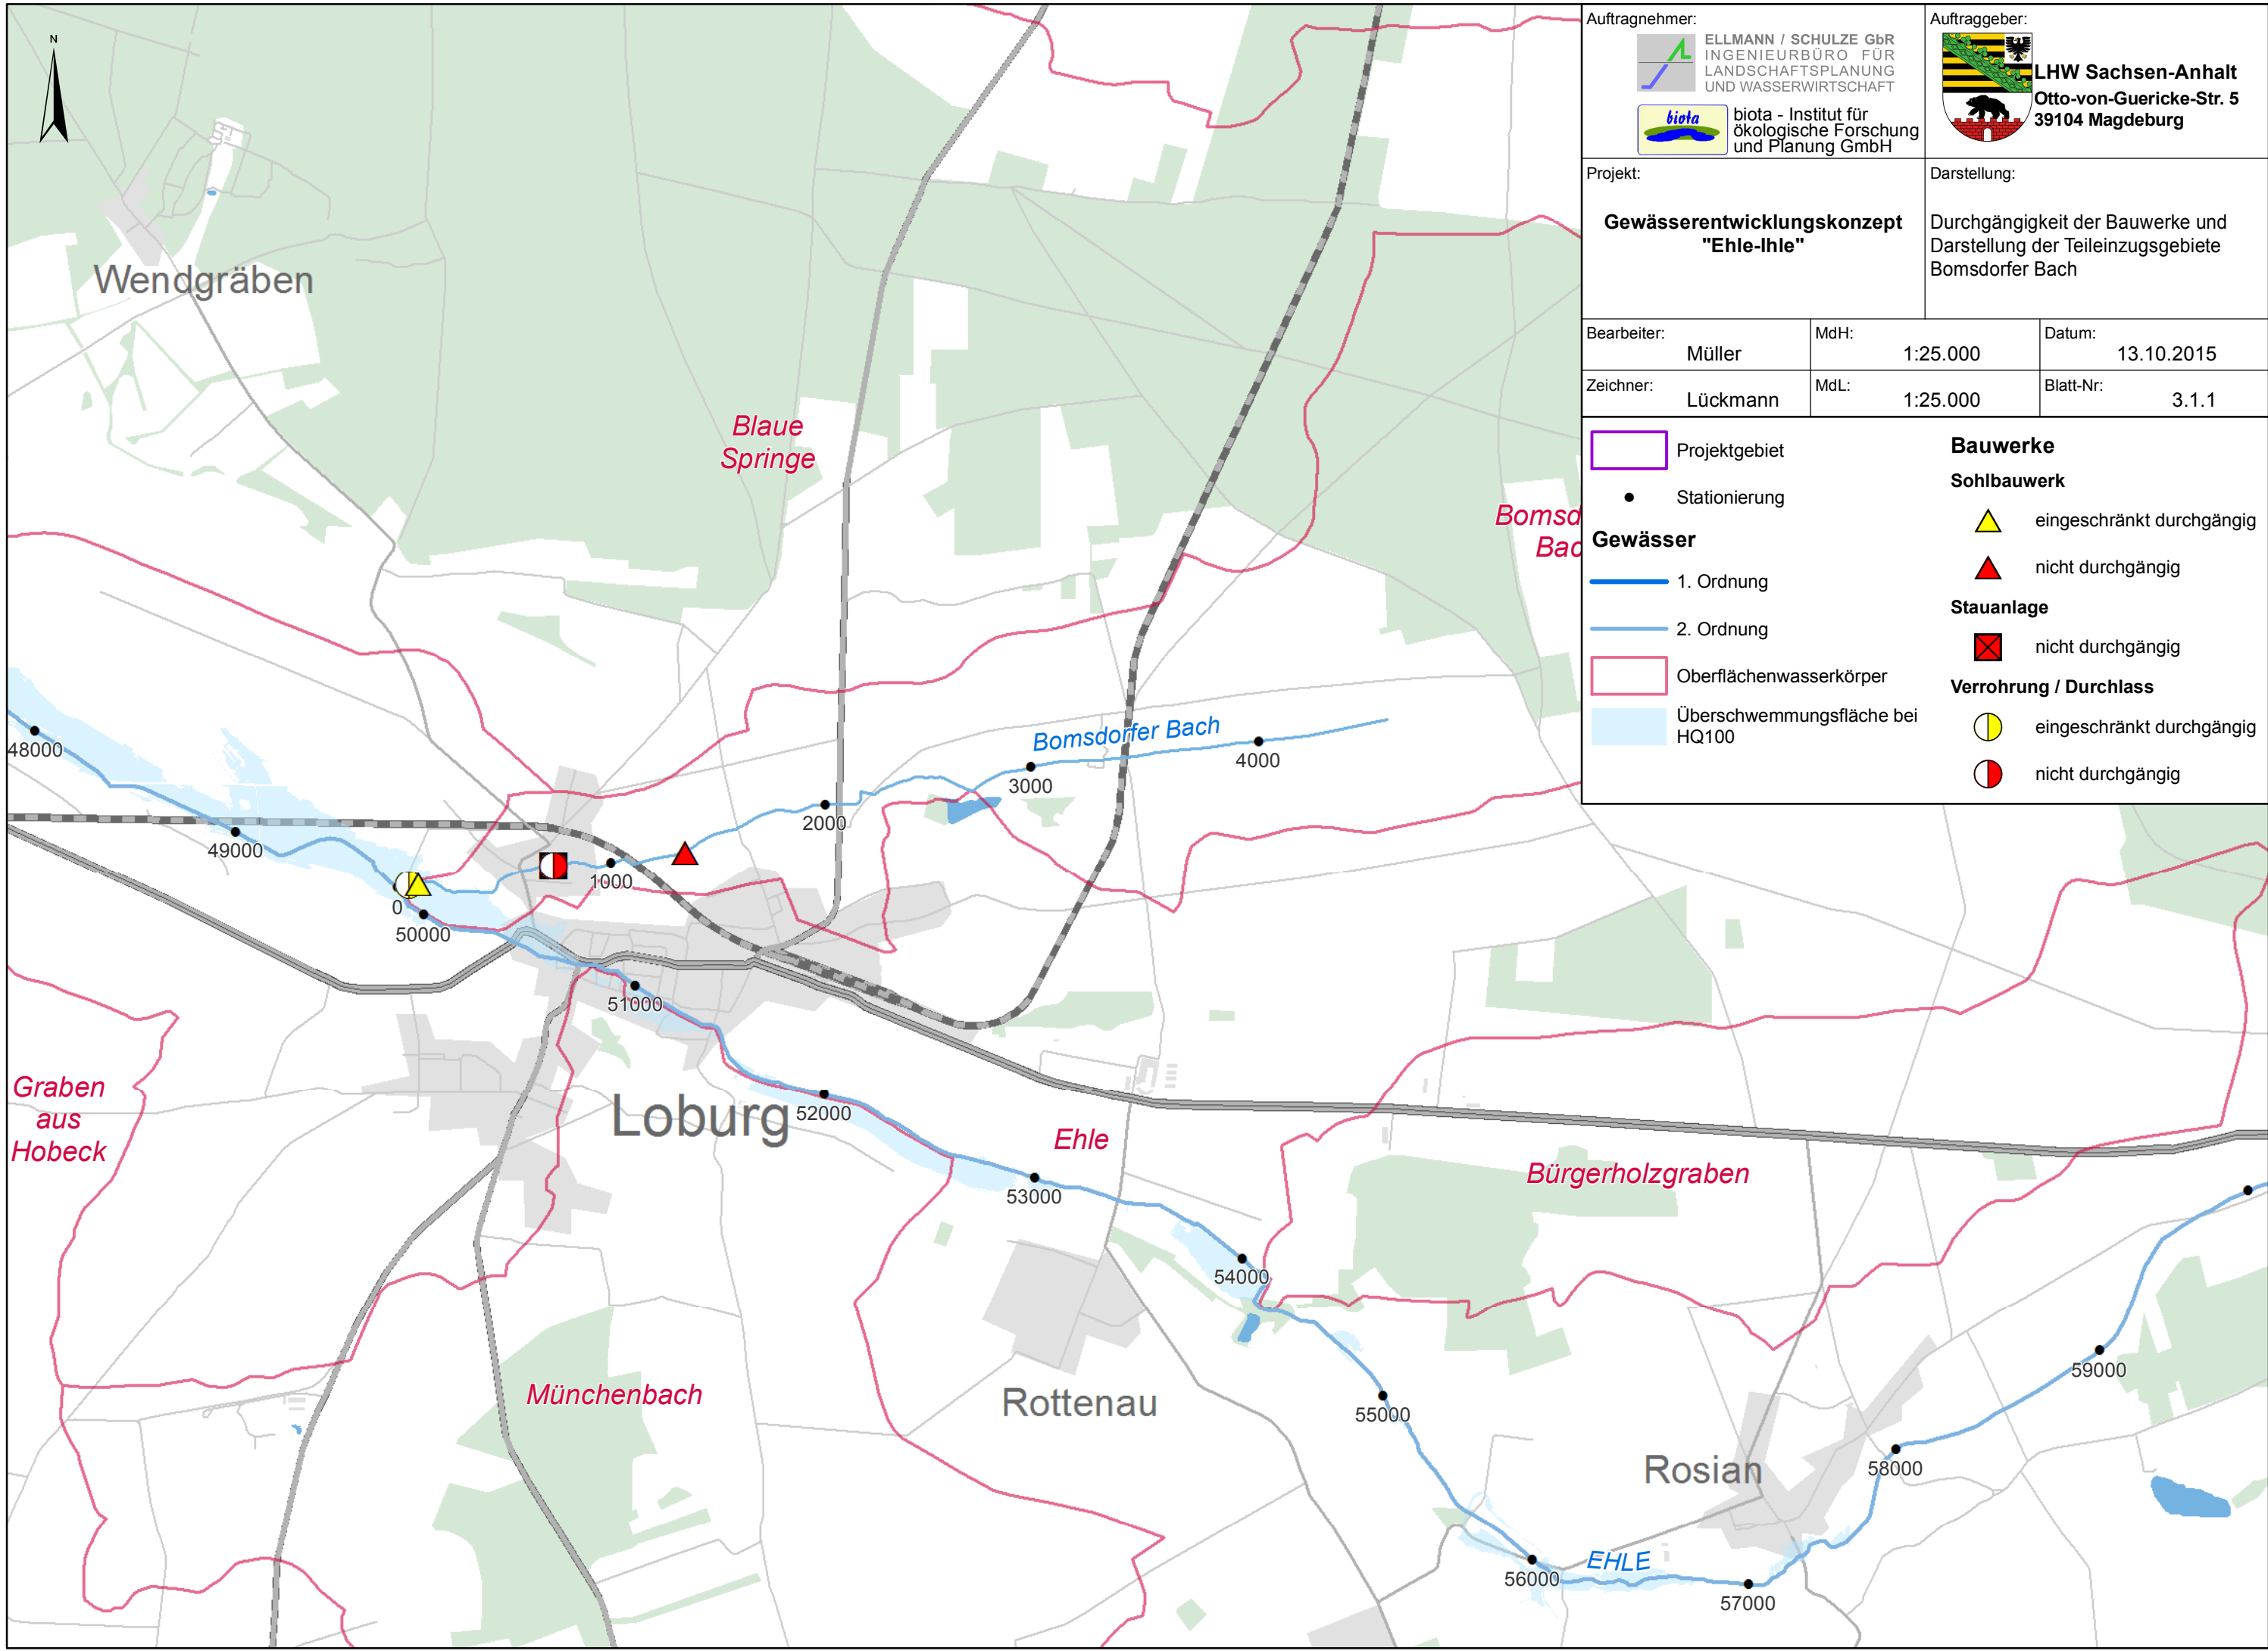 N
Auftragnehmer:
ELLMANN / SCHULZE GbR
INGENIEURBÜRO FÜR
LANDSCHAFTSPLANUNG
UND WASSERWIRTSCHAFT
biota
biota - Institut für
ökologische Forschung
und Planung GmbH
Auftraggeber:
LHW Sachsen-Anhalt
Otto-von-Guericke-Str. 5
39104 Magdeburg
Projekt:
Gewässerentwicklungskonzept
"Ehle-Ihle"
Darstellung:
Durchgängigkeit der Bauwerke und
Darstellung der Teileinzugsgebiete
Bomsdorfer Bach
Bearbeiter:
Müller
MdH:
1:25.000
Datum:
13.10.2015
Zeichner:
Lückmann
MdL:
1:25.000
Blatt-Nr:
3.1.1
Projektgebiet
Stationierung
Gewässer
1. Ordnung
2. Ordnung
Oberflächenwasserkörper
Überschwemmungsfläche bei
HQ100
Bauwerke
Sohlbauwerk
eingeschränkt durchgängig
nicht durchgängig
Stauanlage
nicht durchgängig
Verrohrung / Durchlass
eingeschränkt durchgängig
nicht durchgängig
Wendgräben
Blaue
Springe
Bomsd
Bac
Bomsdorfer Bach
48000
49000
0
50000
1000
2000
3000
4000
51000
Loburg
52000
Graben
aus
Hobeck
Ehle
53000
Bürgerholzgraben
54000
Münchenbach
Rottenau
55000
59000
Rosian
58000
EHLE
56000
57000